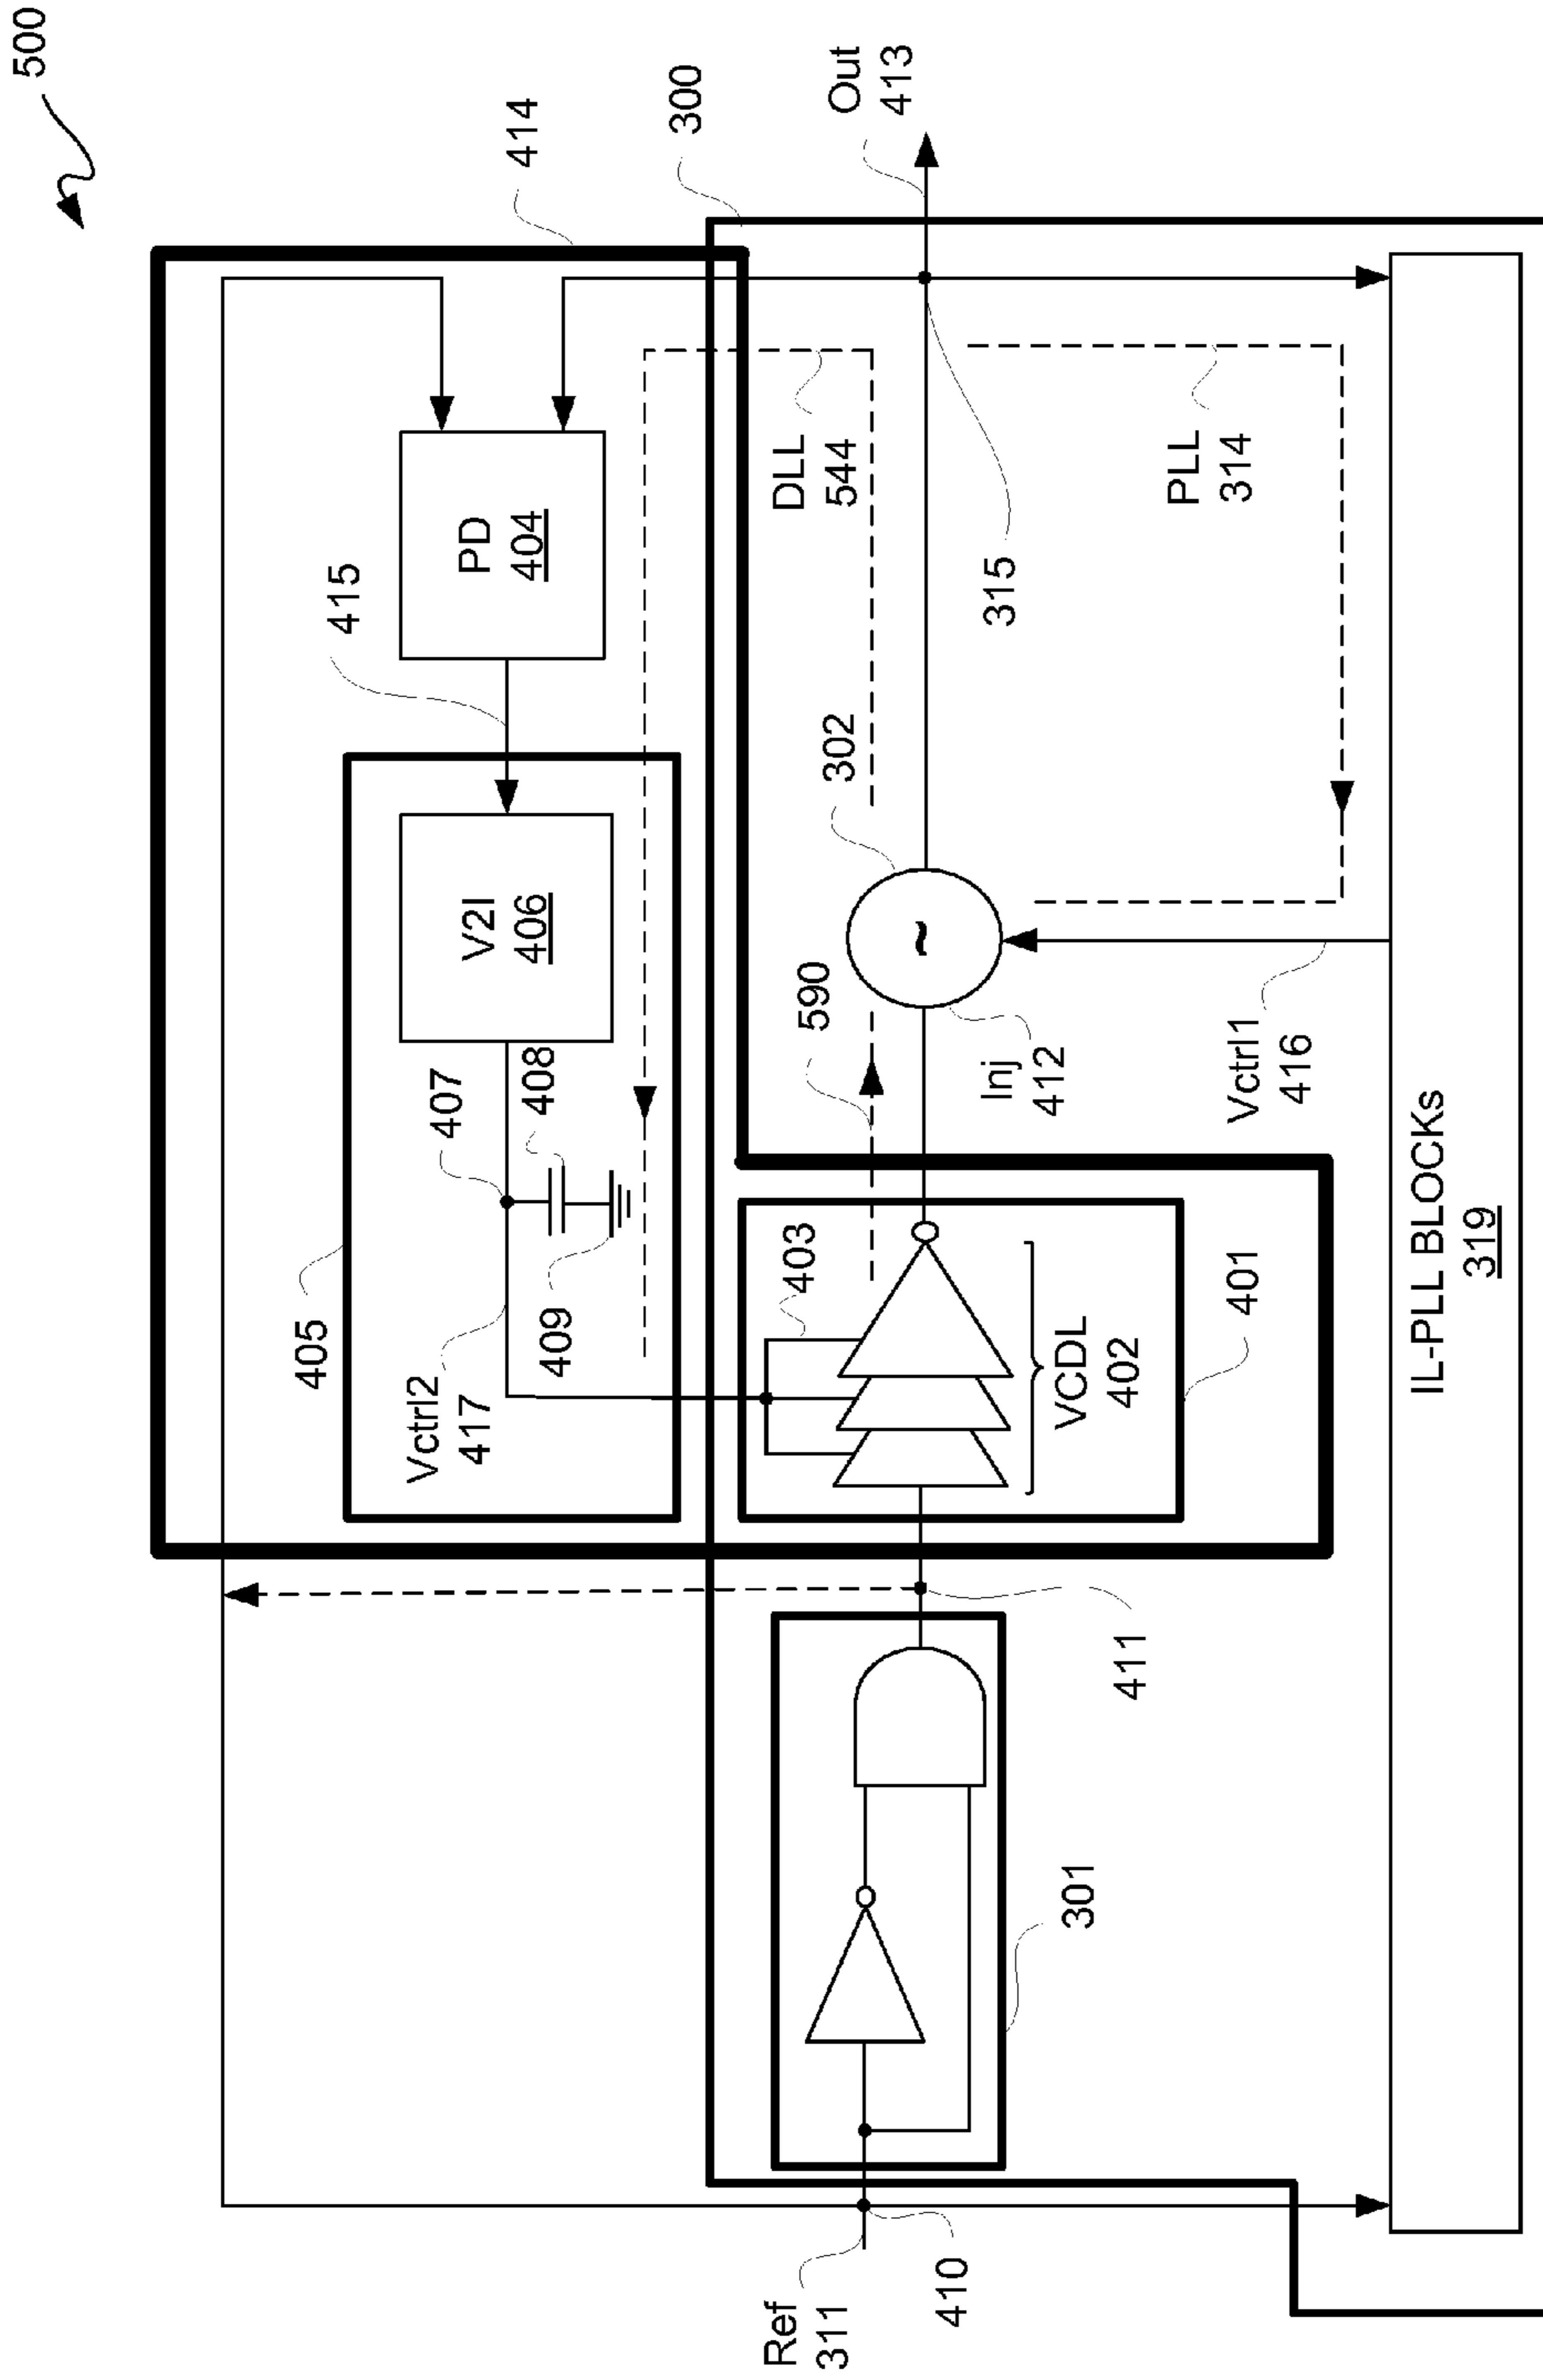 500
414
300
Out
413
415
PD
404
V2I
406
405
407
408
409
Vctrl2
417
DLL
544
PLL
314
315
302
590
Inj
412
Vctrl1
416
403
VCDL
402
401
411
301
Ref
311
410
~
IL-PLL BLOCKs
319